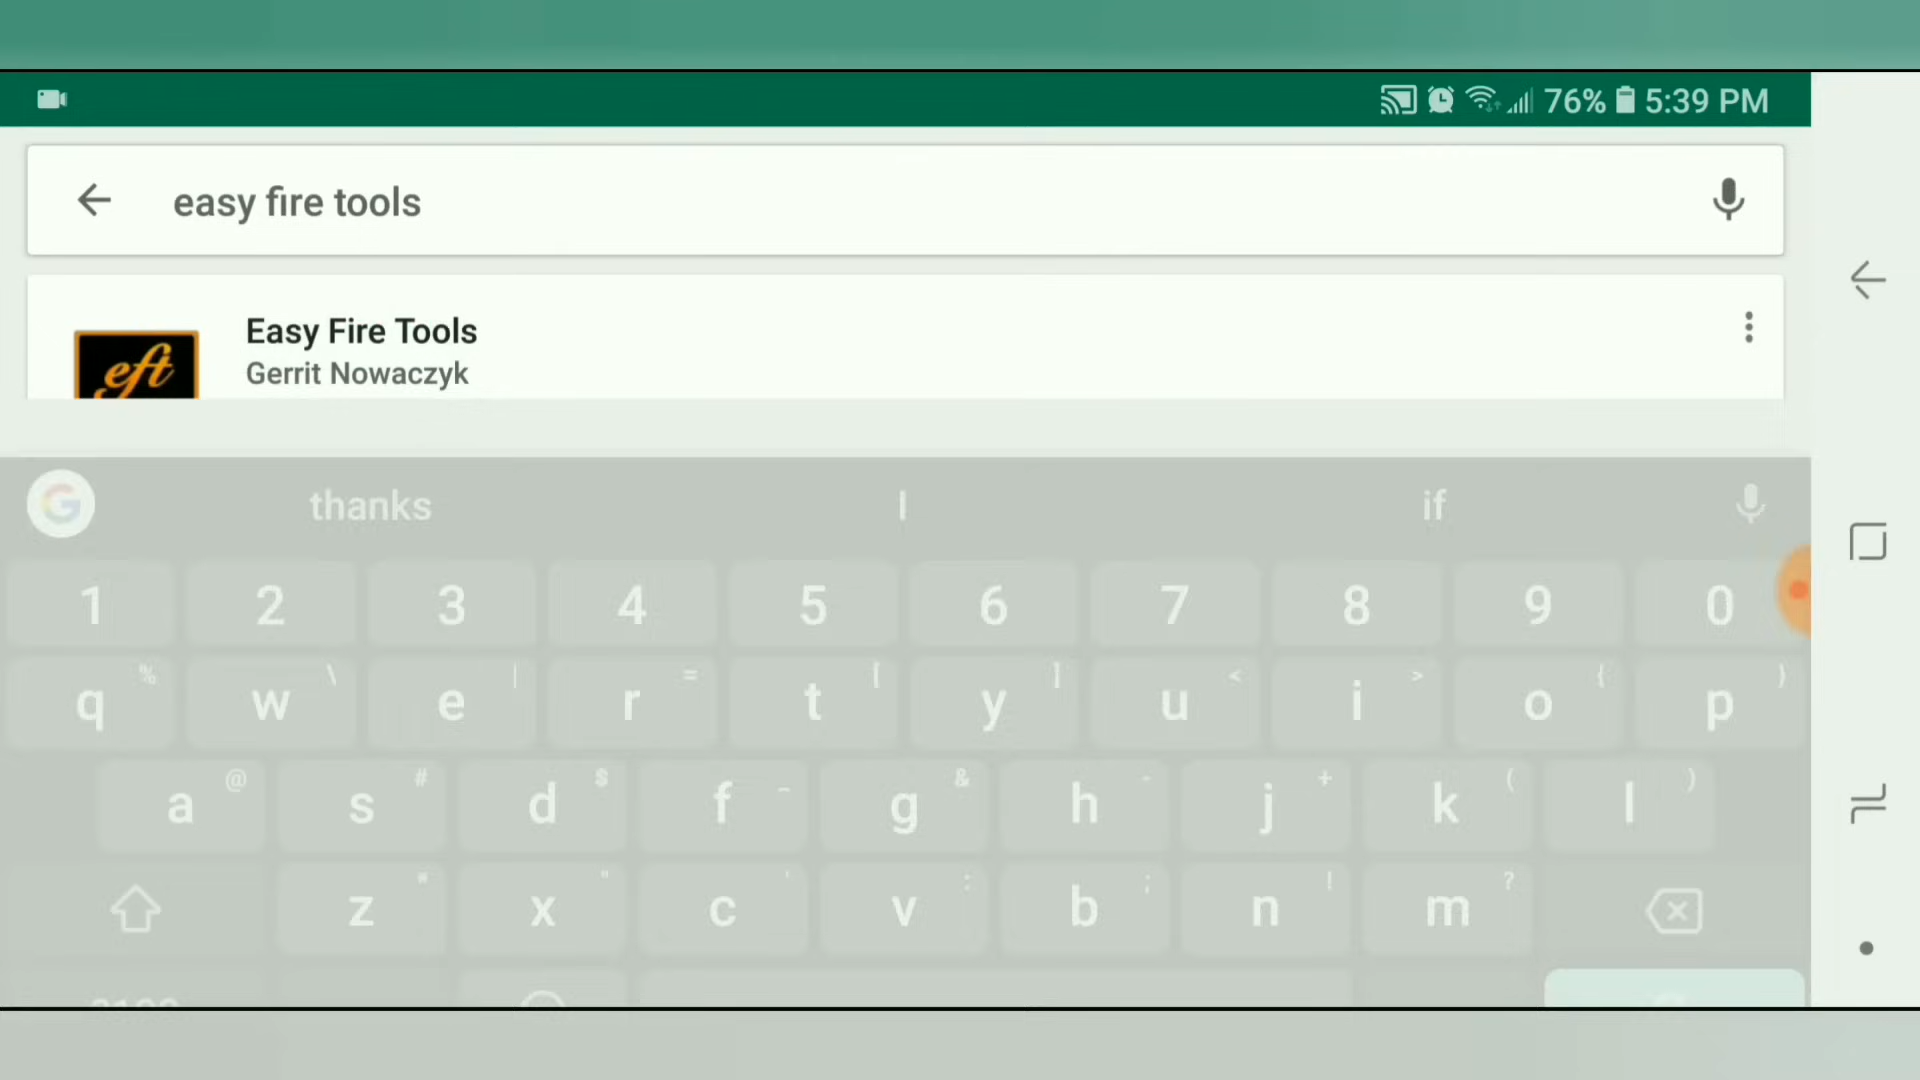 76% 5:39 PM
easy fire tools
Easy Fire Tools
Gerrit Nowaczyk
eft
G thanks I if
1 2 3 4 5 6 7 8 9 0
% \ | = [ ] < > { }
q w e r t y u i o p
@ # $ & - + ( )
a s d f g h j k l
" ' : ; ! ?
z x c v b n m